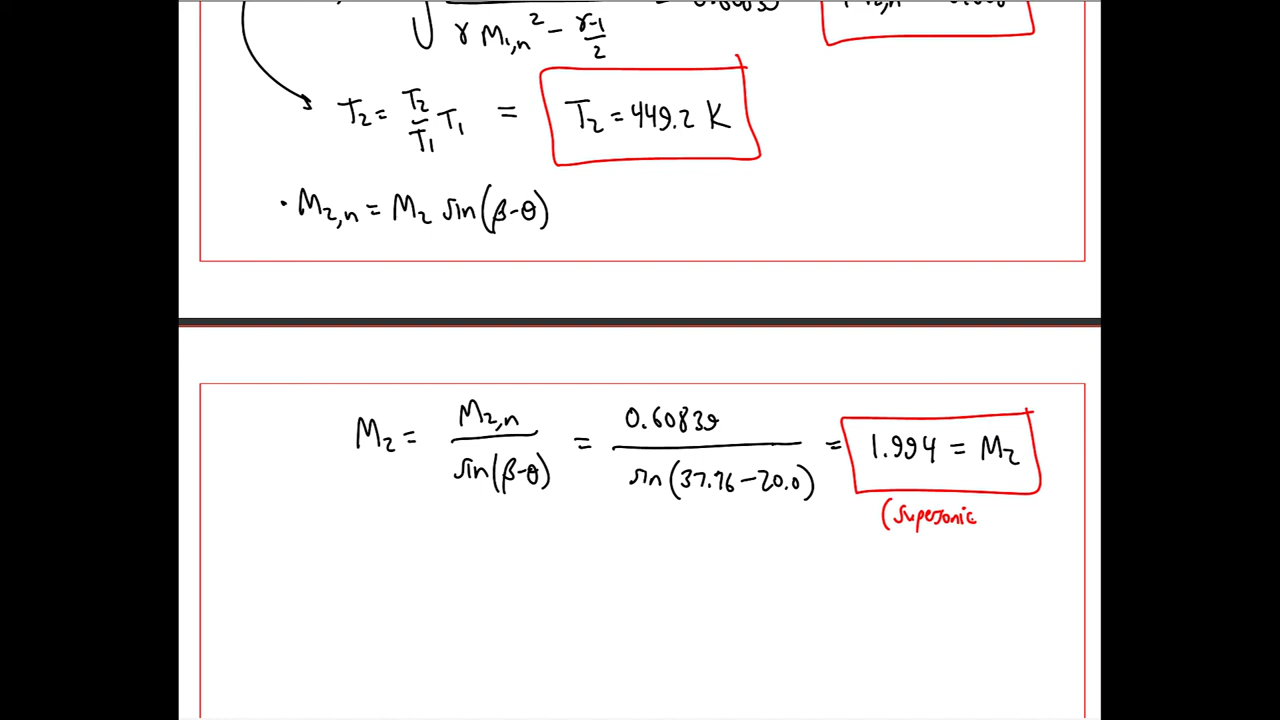 γ M₁,ₙ² − (γ−1)/2
T₂ = T₂/T₁ T₁ = T₂ = 449.2 K
· M₂,ₙ = M₂ sin(β−θ)
M₂ = M₂,ₙ / sin(β−θ) = 0.60839 / sin(37.76−20.0) = 1.994 = M₂
(supersonic